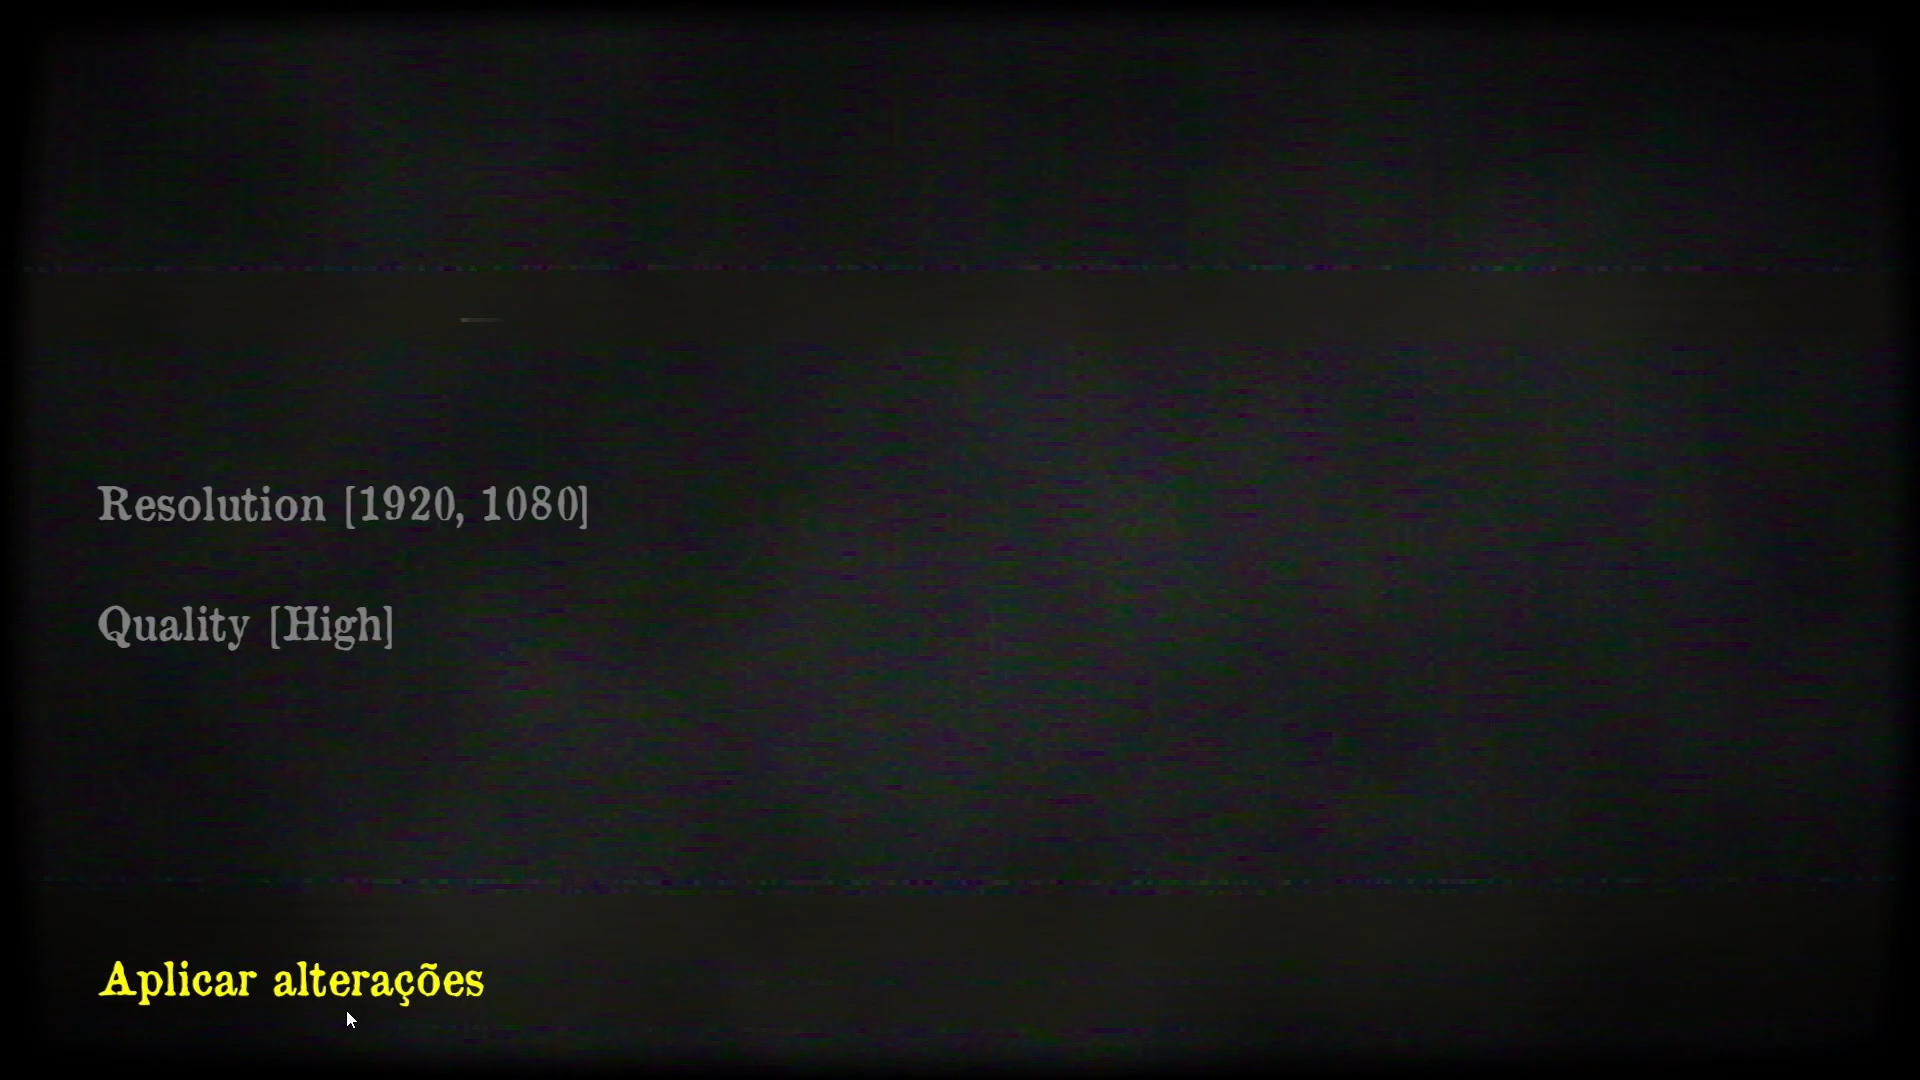 Resolution [1920, 1080]
Quality [High]
Aplicar alterações